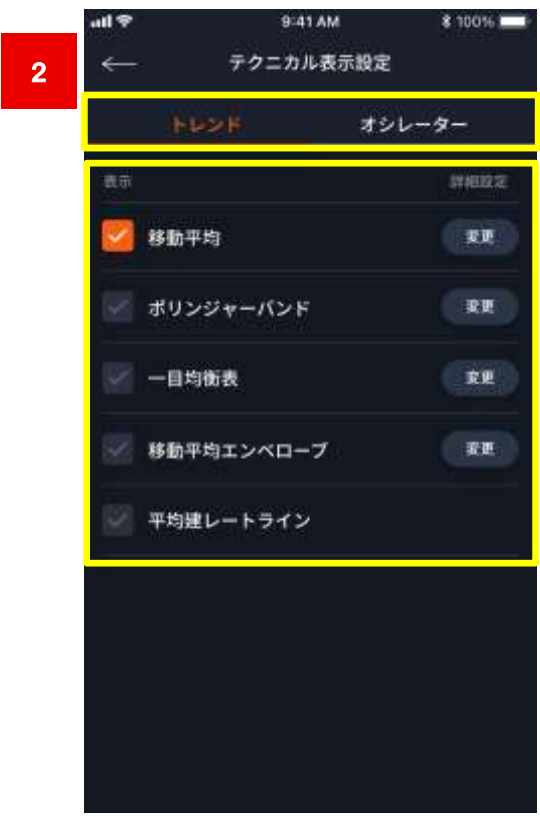 9:41 AM 100%
2
テクニカル表示設定
トレンド オシレーター
表示 詳細設定
移動平均 変更
ボリンジャーバンド 変更
一目均衡表 変更
移動平均エンベロープ 変更
平均建レートライン